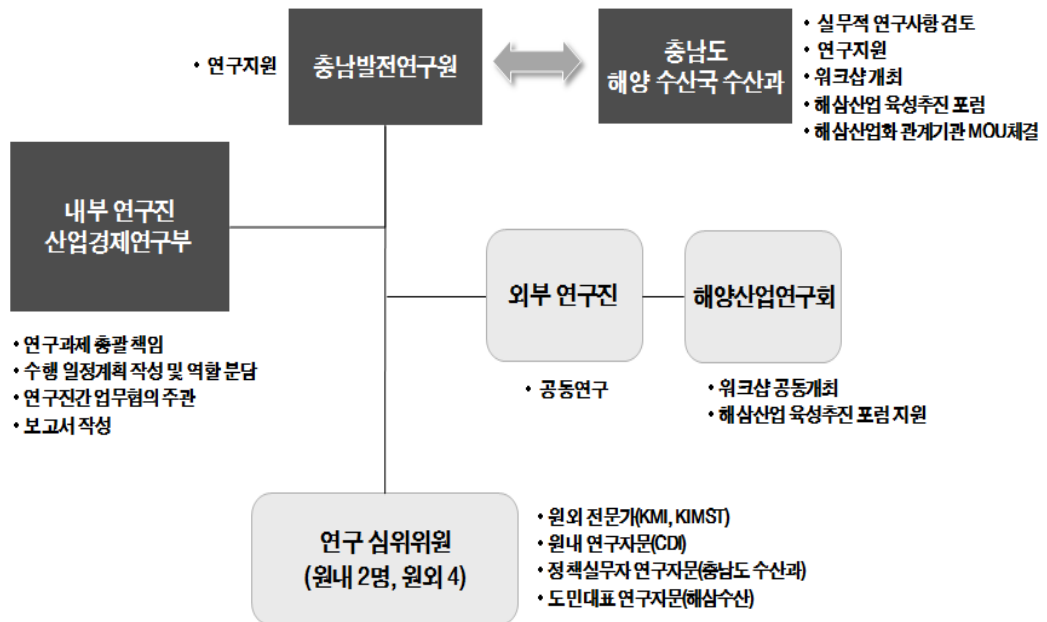 • 연구지원
충남발전연구원
충남도
해양 수산국 수산과
• 실무적 연구사항 검토
• 연구지원
• 워크샵 개최
• 해삼산업 육성추진 포럼
• 해삼산업화 관계기관 MOU체결
내부 연구진
산업경제연구부
• 연구과제 총괄 책임
• 수행 일정계획 작성 및 역할 분담
• 연구진간 업무협의 주관
• 보고서 작성
외부 연구진
• 공동연구
해양산업연구회
• 워크샵 공동개최
• 해삼산업 육성추진 포럼 지원
연구 심위위원
(원내 2명, 원외 4)
• 원외 전문가(KMI, KIMST)
• 원내 연구자문(CDI)
• 정책실무자 연구자문(충남도 수산과)
• 도민대표 연구자문(해삼수산)